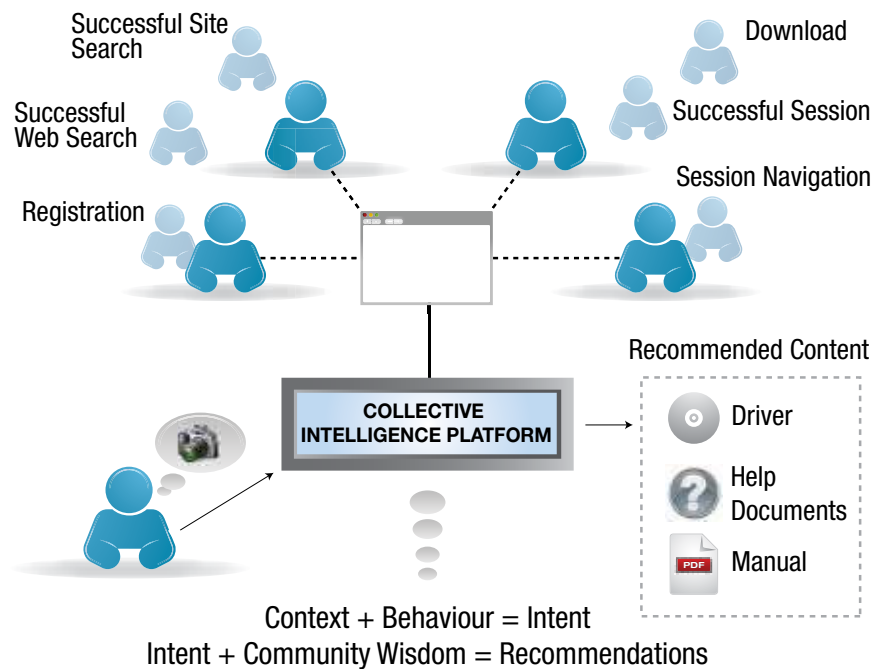 Successful Site
Search
Download
Successful
Web Search
Successful Session
Registration
Session Navigation
Recommended Content
COLLECTIVE
INTELLIGENCE PLATFORM
Driver
Help
Documents
PDF
Manual
Context + Behaviour = Intent
Intent + Community Wisdom = Recommendations